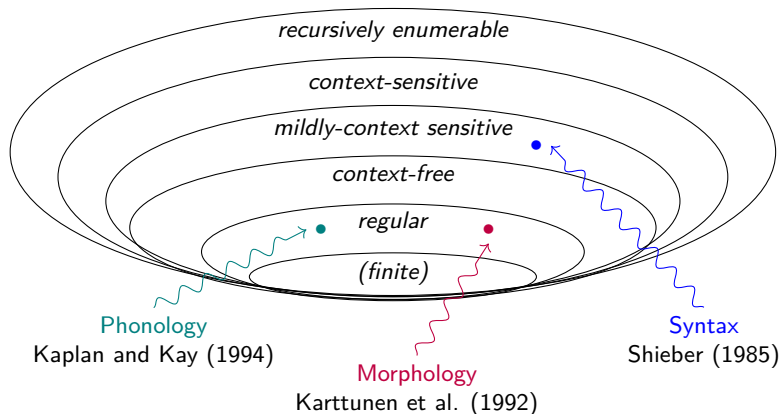 recursively enumerable
context-sensitive
mildly-context sensitive
context-free
regular
(finite)
Phonology
Kaplan and Kay (1994)
Morphology
Karttunen et al. (1992)
Syntax
Shieber (1985)